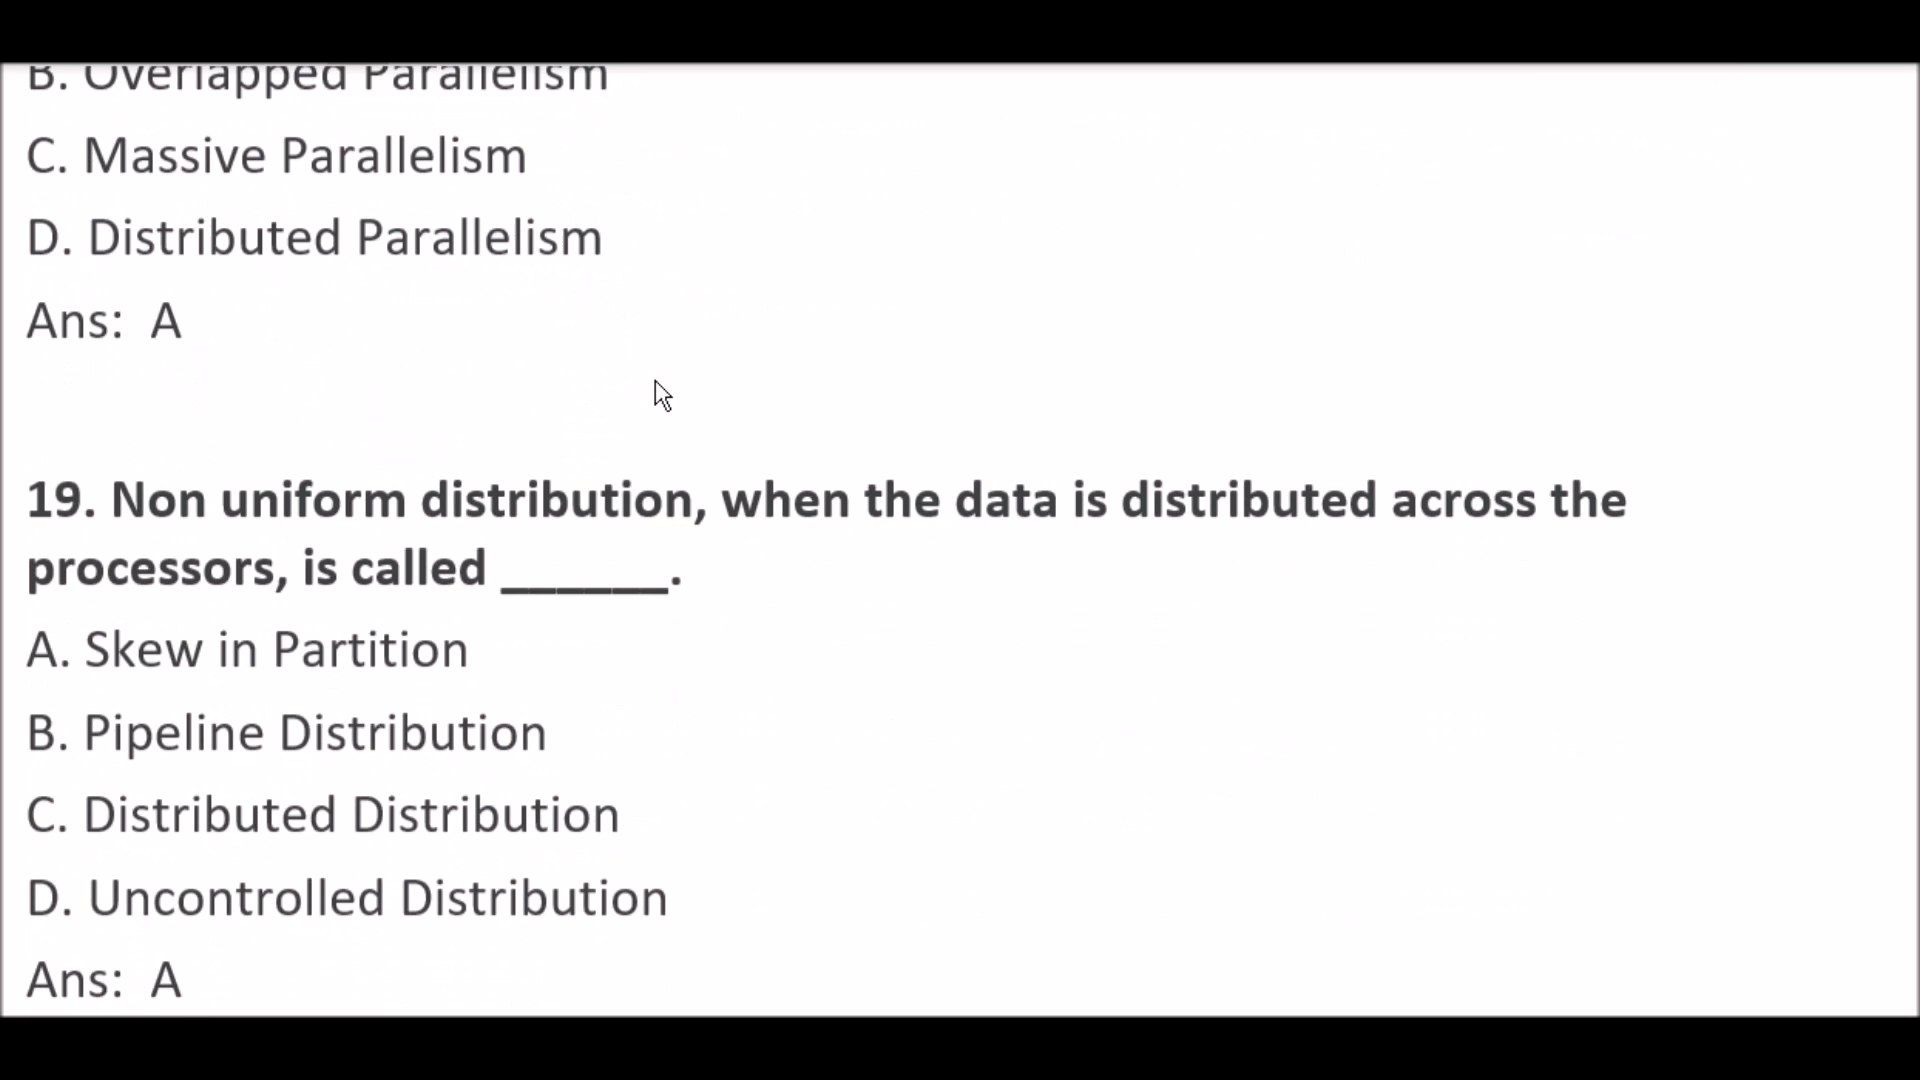 B. Overlapped Parallelism
C. Massive Parallelism
D. Distributed Parallelism
Ans: A
19. Non uniform distribution, when the data is distributed across the
processors, is called ______.
A. Skew in Partition
B. Pipeline Distribution
C. Distributed Distribution
D. Uncontrolled Distribution
Ans: A